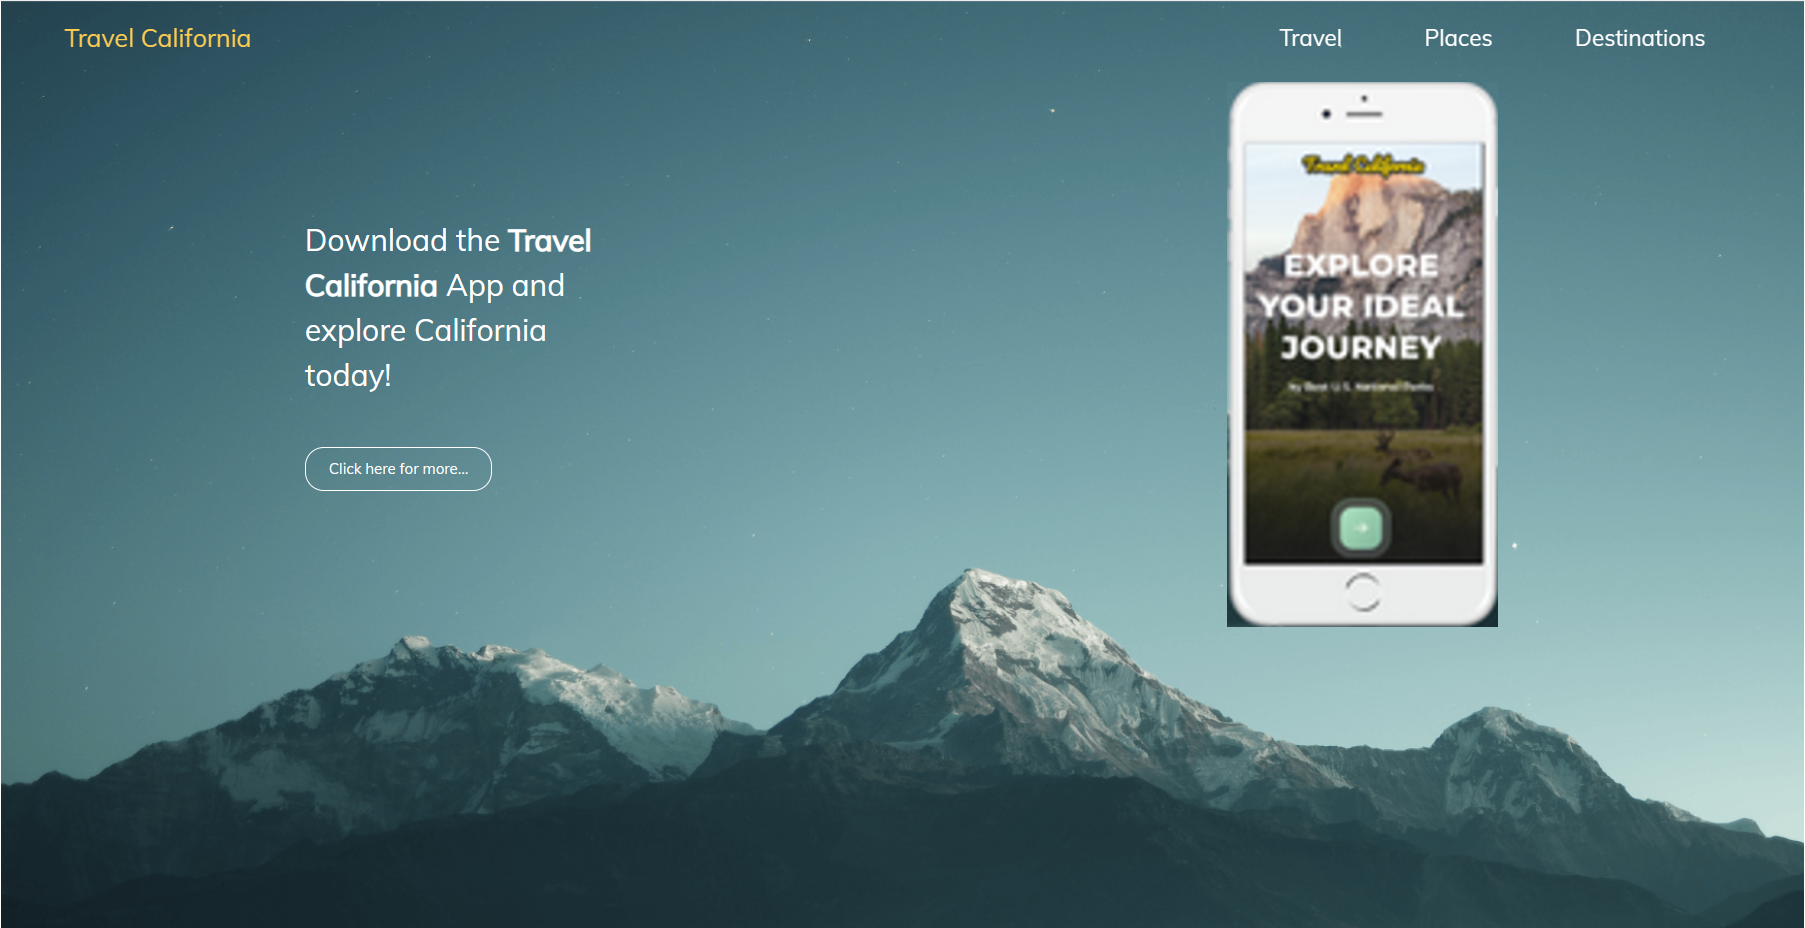 Travel California
Travel Places Destinations
Travel California
EXPLORE
YOUR IDEAL
JOURNEY
Download the Travel
California App and
explore California
today!
Click here for more...